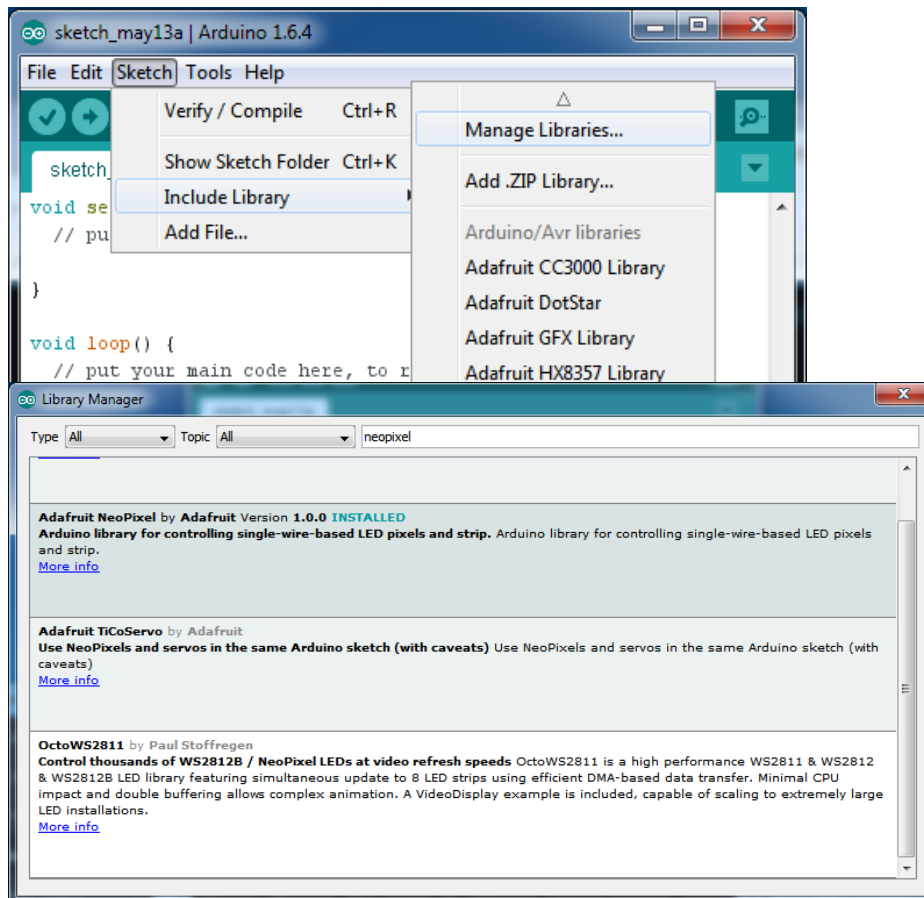 sketch_may13a | Arduino 1.6.4
File Edit Sketch Tools Help
Verify / Compile Ctrl+R
Show Sketch Folder Ctrl+K
Include Library
Add File...
Manage Libraries...
Add .ZIP Library...
Arduino/Avr libraries
Adafruit CC3000 Library
Adafruit DotStar
Adafruit GFX Library
Adafruit HX8357 Library
sketch_
void se
// pu
}
void loop() {
// put your main code here, to r
Library Manager
Type All Topic All neopixel
Adafruit NeoPixel by Adafruit Version 1.0.0 INSTALLED
Arduino library for controlling single-wire-based LED pixels and strip. Arduino library for controlling single-wire-based LED pixels
and strip.
More info
Adafruit TiCoServo by Adafruit
Use NeoPixels and servos in the same Arduino sketch (with caveats) Use NeoPixels and servos in the same Arduino sketch (with
caveats)
More info
OctoWS2811 by Paul Stoffregen
Control thousands of WS2812B / NeoPixel LEDs at video refresh speeds OctoWS2811 is a high performance WS2811 & WS2812
& WS2812B LED library featuring simultaneous update to 8 LED strips using efficient DMA-based data transfer. Minimal CPU
impact and double buffering allows complex animation. A VideoDisplay example is included, capable of scaling to extremely large
LED installations.
More info